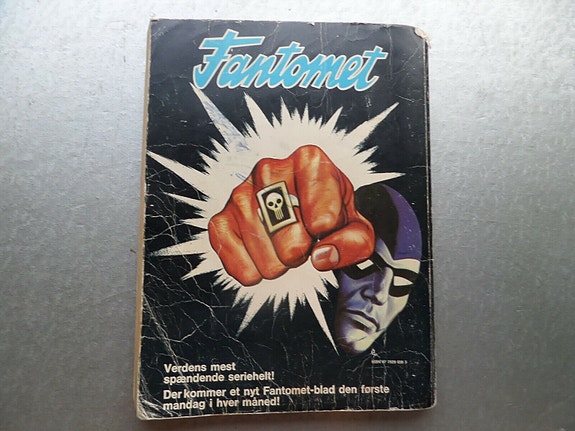 Fantomet
Verdens mest
spændende seriehelt!
Der kommer et nyt Fantomet-blad den første
mandag i hver måned!